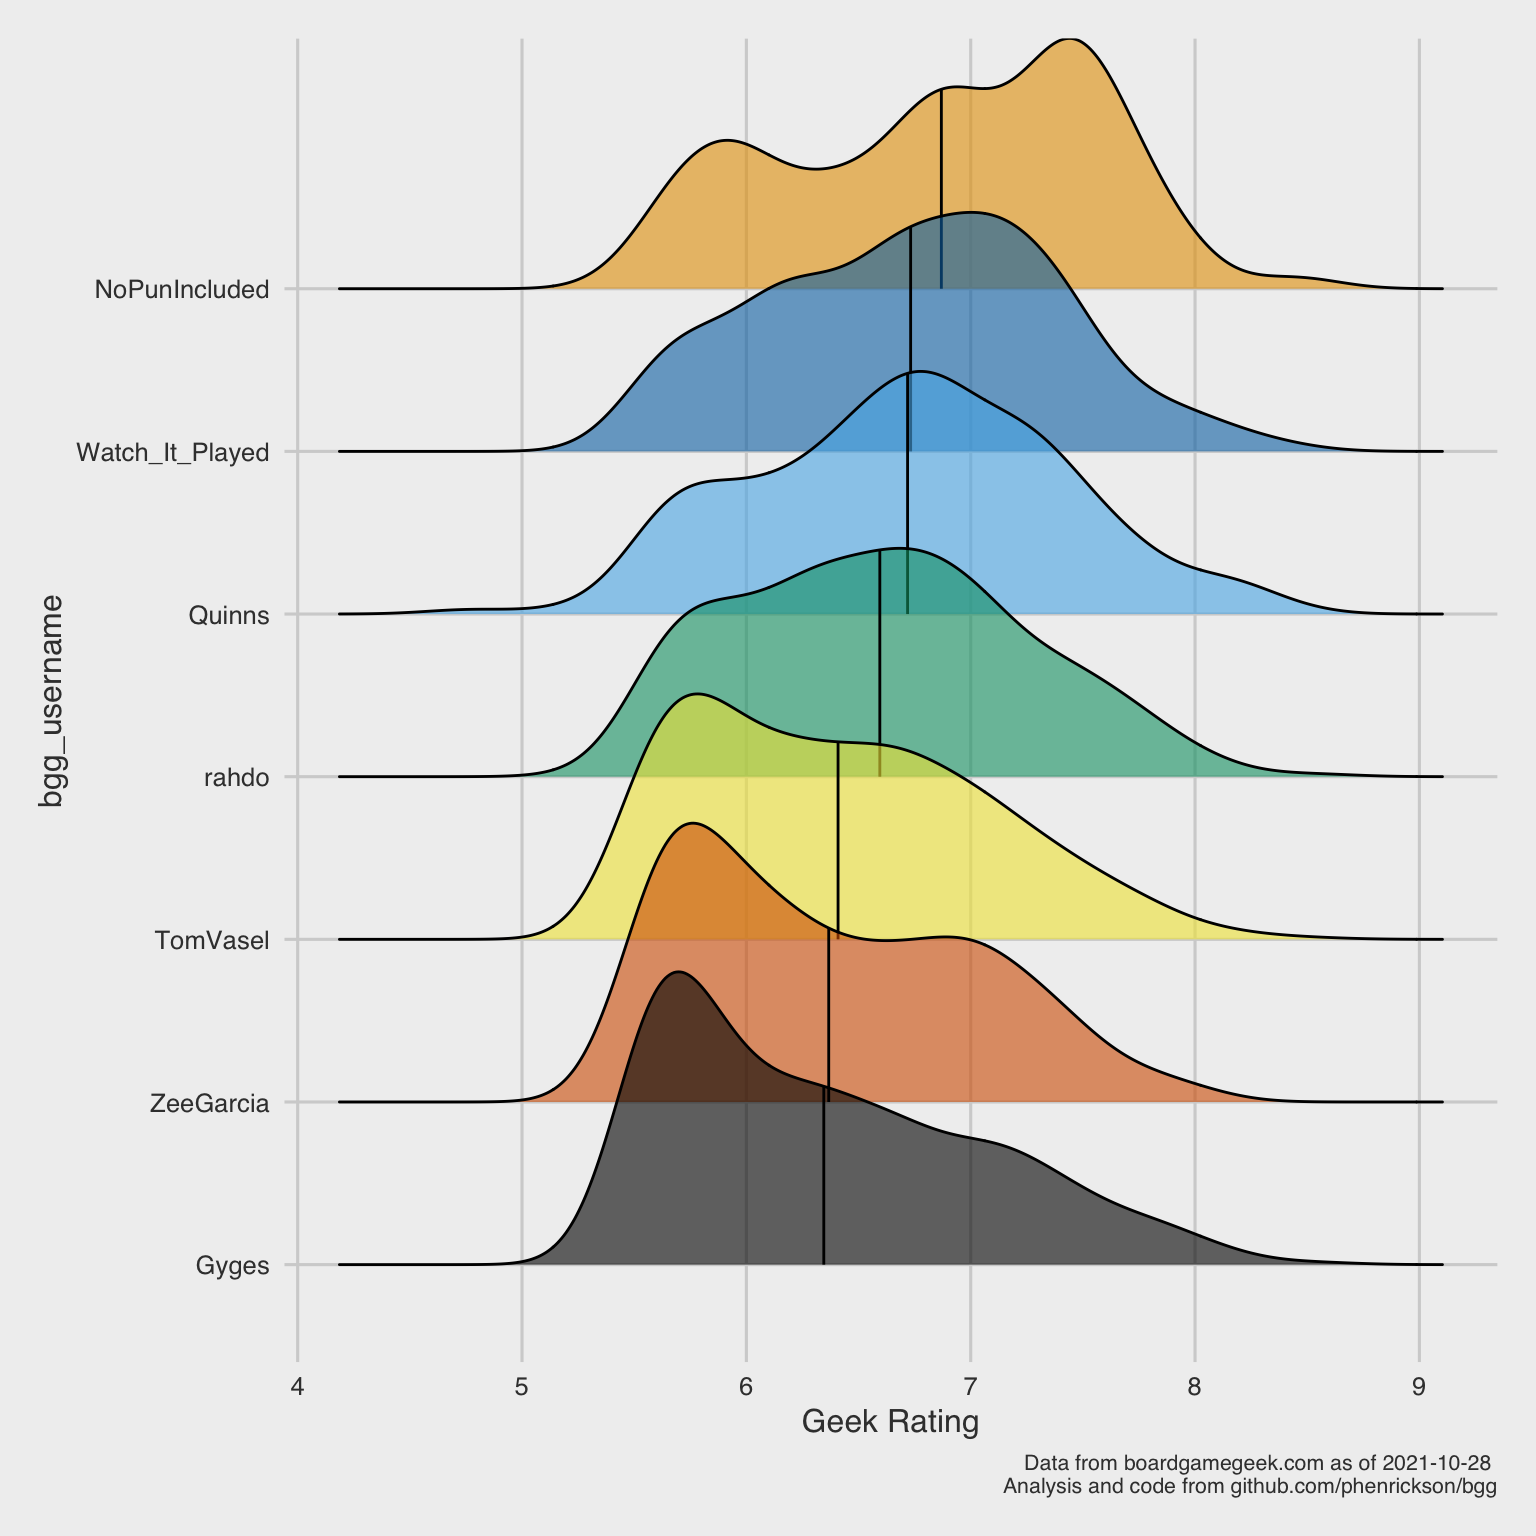 NoPunIncluded
Watch_It_Played
Quinns
rahdo
TomVasel
ZeeGarcia
Gyges
bgg_username
4 5 6 7 8 9
Geek Rating
Data from boardgamegeek.com as of 2021-10-28
Analysis and code from github.com/phenrickson/bgg